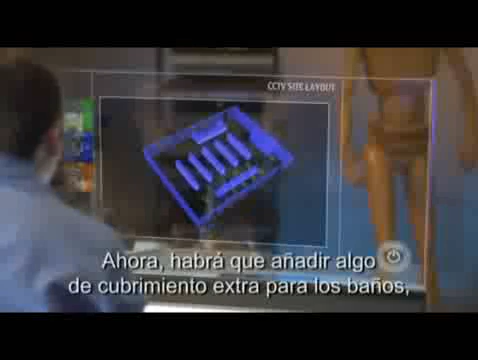 CCTV SITE LAYOUT
Ahora, habrá que añadir algo
de cubrimiento extra para los baños,